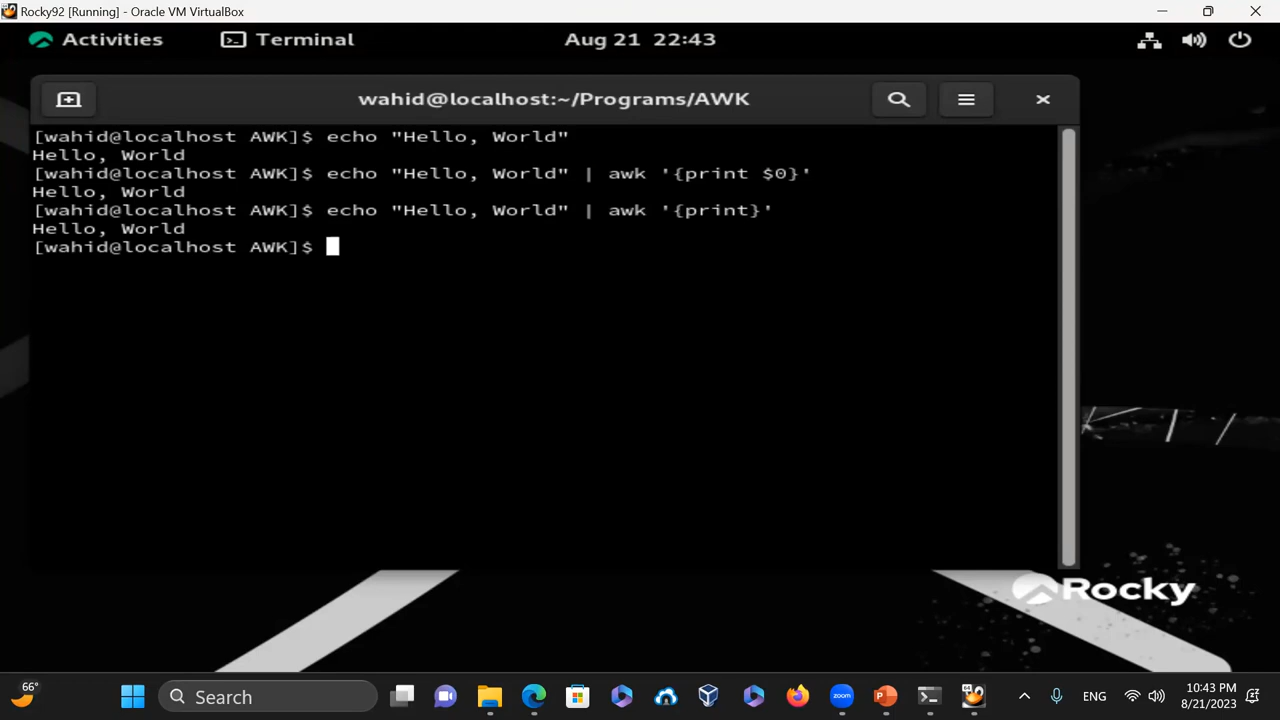 Rocky92 [Running] - Oracle VM VirtualBox
Activities Terminal Aug 21 22:43
wahid@localhost:~/Programs/AWK
[wahid@localhost AWK]$ echo "Hello, World"
Hello, World
[wahid@localhost AWK]$ echo "Hello, World" | awk '{print $0}'
Hello, World
[wahid@localhost AWK]$ echo "Hello, World" | awk '{print}'
Hello, World
[wahid@localhost AWK]$
Rocky
66° Search zoom ENG 10:43 PM
8/21/2023